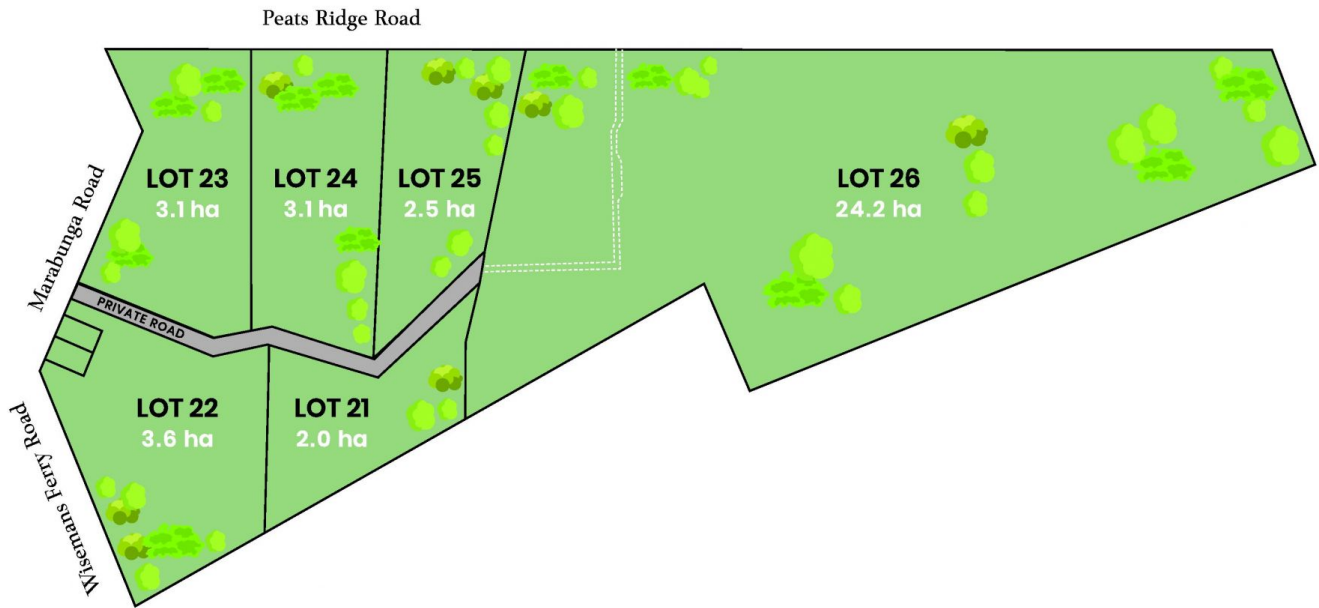 Peats Ridge Road
Marabunga Road
LOT 23
3.1 ha
LOT 24
3.1 ha
LOT 25
2.5 ha
LOT 26
24.2 ha
PRIVATE ROAD
LOT 22
3.6 ha
LOT 21
2.0 ha
Wisemans Ferry Road